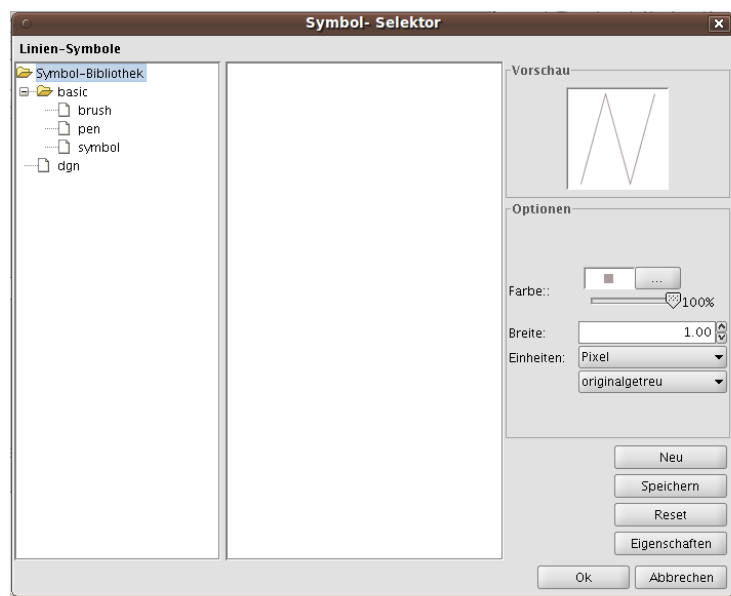 Symbol- Selektor
Linien-Symbole
Symbol-Bibliothek
basic
brush
pen
symbol
dgn
Vorschau
Optionen
Farbe::
...
100%
Breite:
1.00
Einheiten:
Pixel
originalgetreu
Neu
Speichern
Reset
Eigenschaften
Ok
Abbrechen